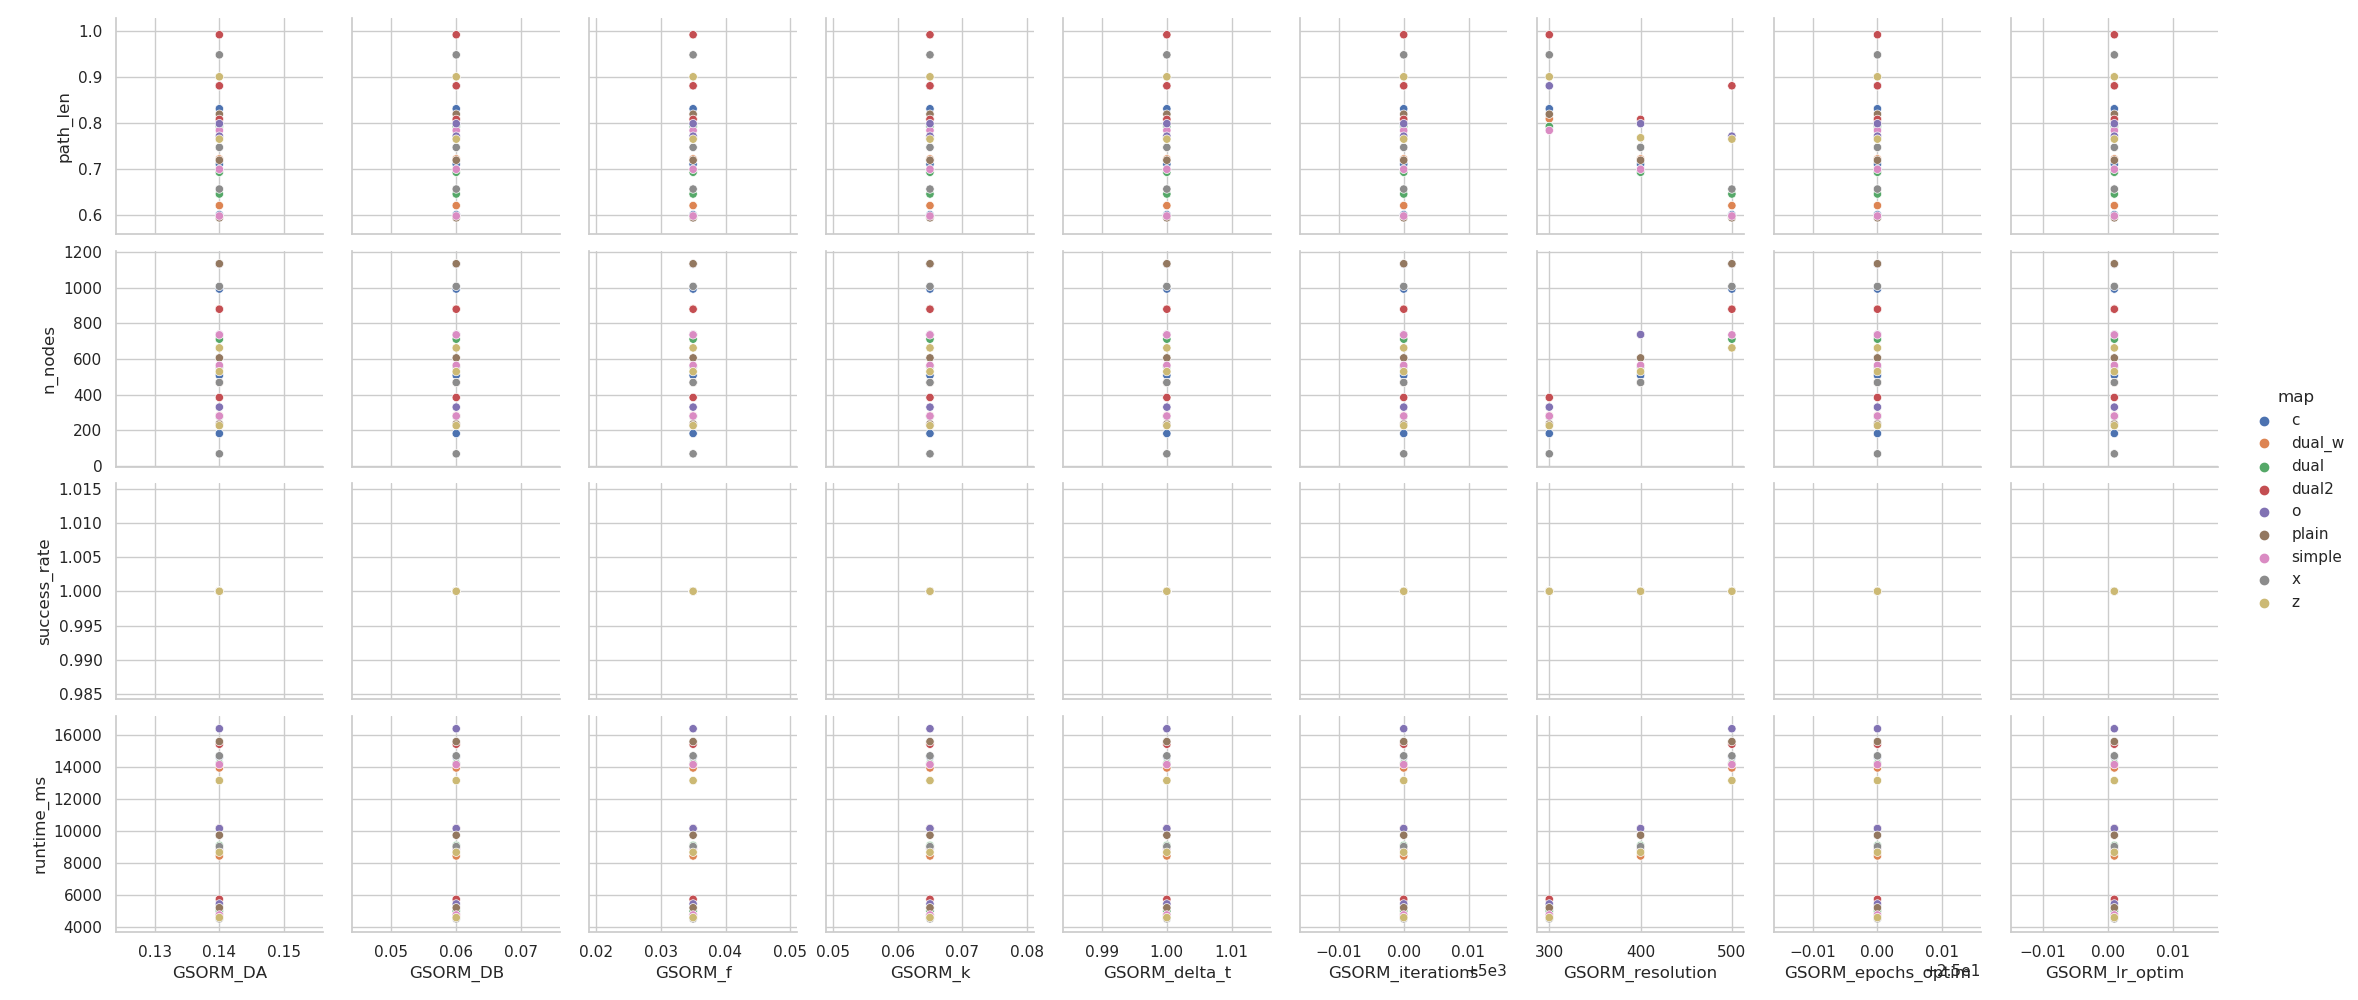 1.0
0.9
0.8
0.7
0.6
path_len
1200
1000
800
600
400
200
0
n_nodes
1.015
1.010
1.005
1.000
0.995
0.990
0.985
success_rate
16000
14000
12000
10000
8000
6000
4000
runtime_ms
0.13 0.14 0.15
GSORM_DA
0.05 0.06 0.07
GSORM_DB
0.02 0.03 0.04 0.05
GSORM_f
0.05 0.06 0.07 0.08
GSORM_k
0.99 1.00 1.01
GSORM_delta_t
−0.01 0.00 0.01
+5e3
GSORM_iterations
300 400 500
GSORM_resolution
−0.01 0.00 0.01
+2.5e1
GSORM_epochs_optim
−0.01 0.00 0.01
GSORM_lr_optim
map
c
dual_w
dual
dual2
o
plain
simple
x
z